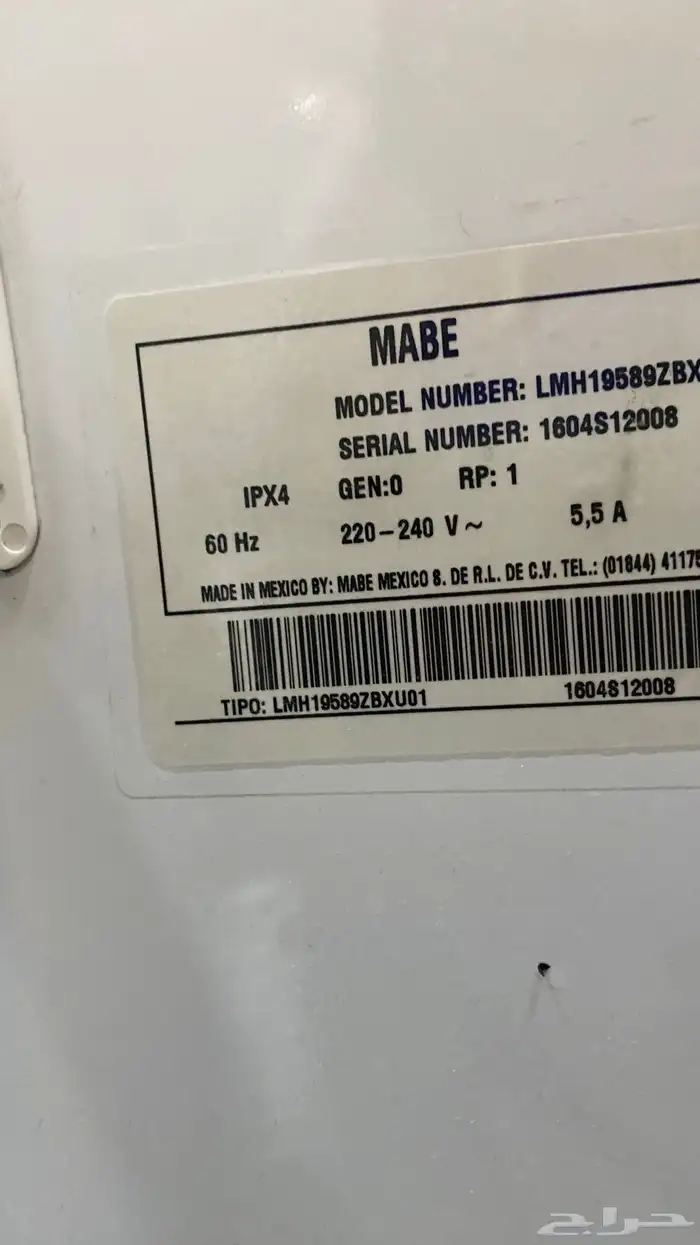 MABE
MODEL NUMBER: LMH19589ZBX
SERIAL NUMBER: 1604S12008
IPX4 GEN:0 RP: 1
60 Hz 220-240 V~ 5,5 A
MADE IN MEXICO BY: MABE MEXICO S. DE R.L. DE C.V. TEL.: (01844) 41175
TIPO: LMH19589ZBXU01 1604S12008
حراج